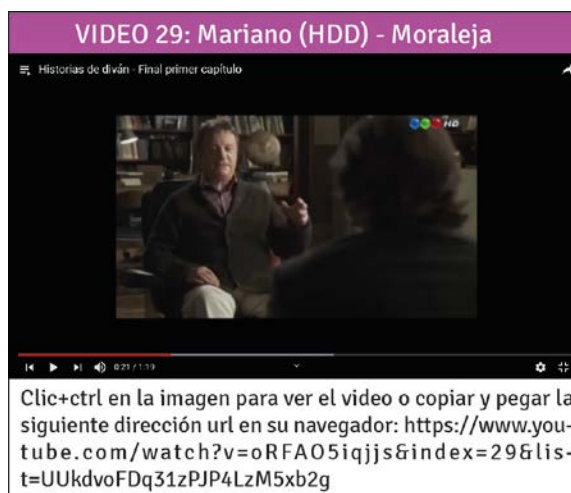 VIDEO 29: Mariano (HDD) - Moraleja
Historias de diván - Final primer capítulo
HD
0:21 / 1:19
Clic+ctrl en la imagen para ver el video o copiar y pegar la
siguiente dirección url en su navegador: https://www.you-
tube.com/watch?v=oRFAO5iqjjs&index=29&lis-
t=UUkdvoFDq31zPJP4LzM5xb2g